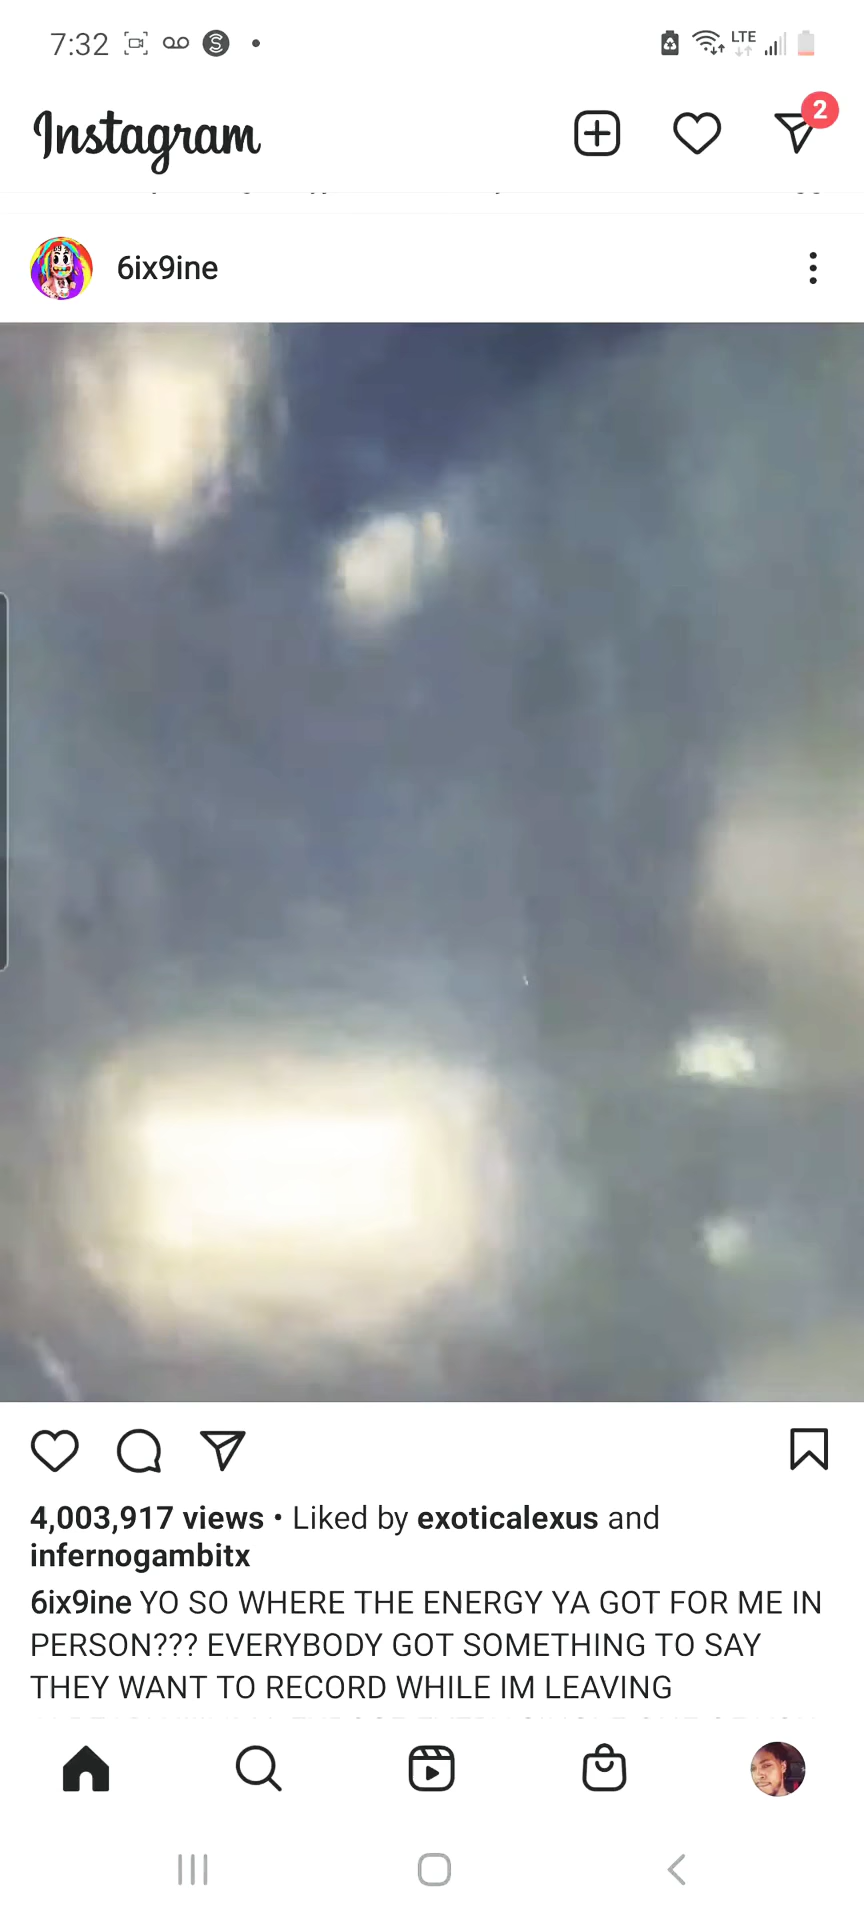 7:32
LTE
Instagram
2
6ix9ine
4,003,917 views • Liked by exoticalexus and
infernogambitx
6ix9ine YO SO WHERE THE ENERGY YA GOT FOR ME IN
PERSON??? EVERYBODY GOT SOMETHING TO SAY
THEY WANT TO RECORD WHILE IM LEAVING